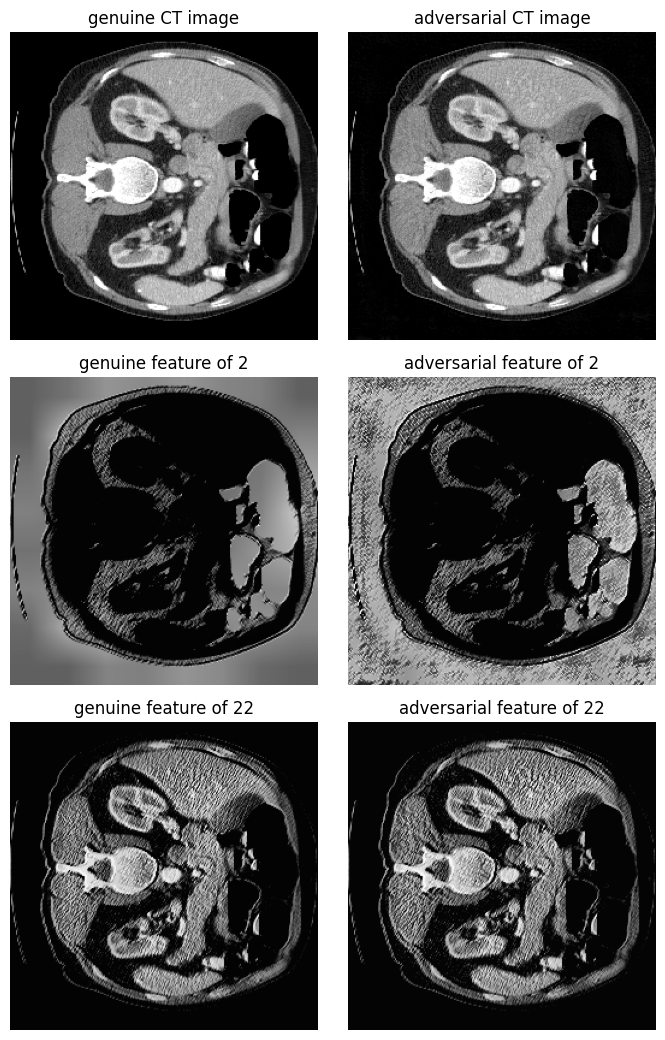 genuine CT image
adversarial CT image
genuine feature of 2
adversarial feature of 2
genuine feature of 22
adversarial feature of 22